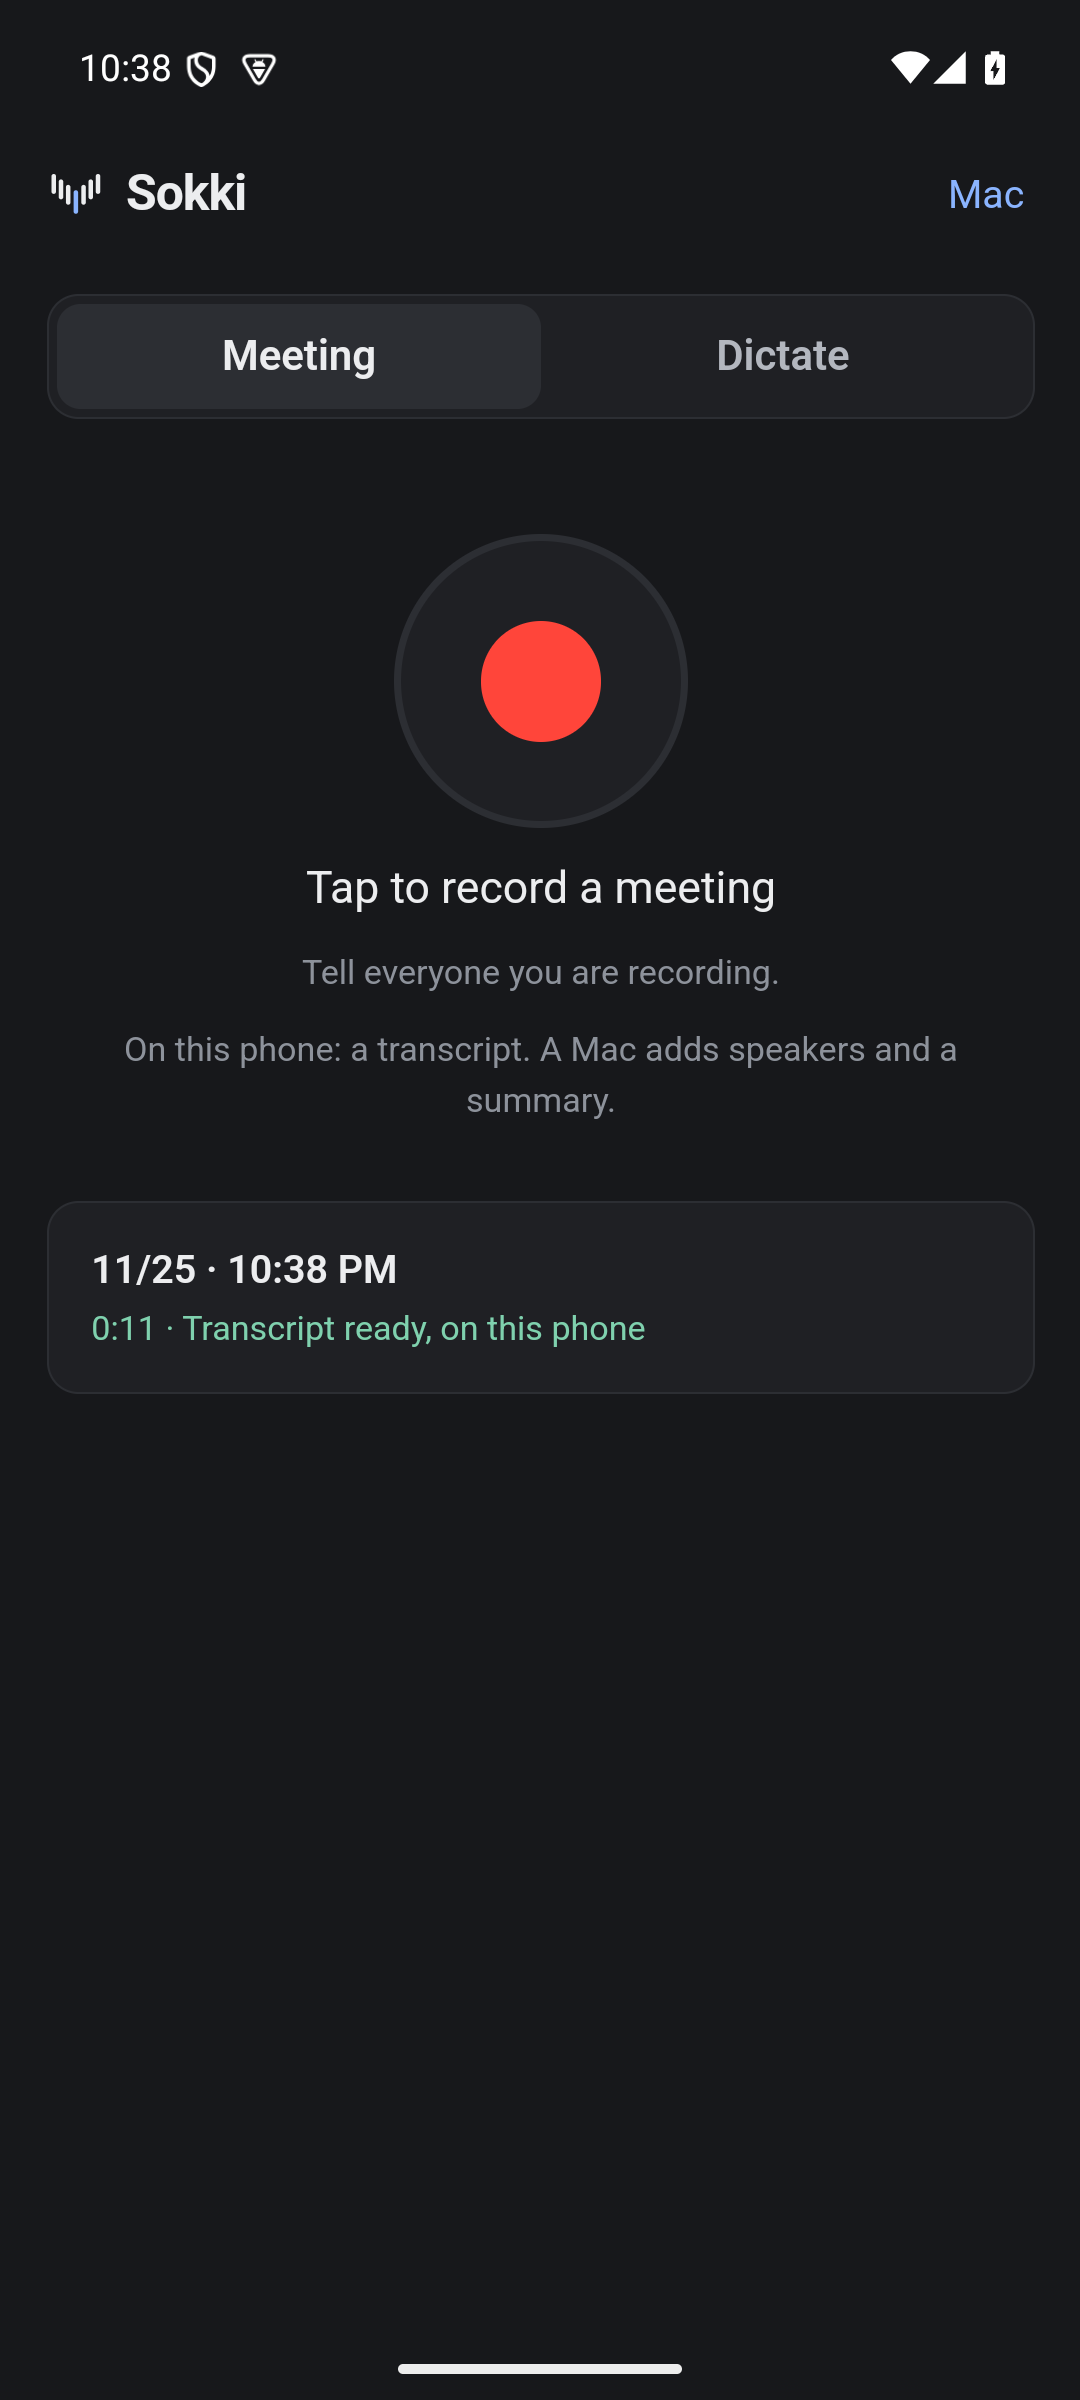 10:38
Sokki
Mac
Meeting
Dictate
Tap to record a meeting
Tell everyone you are recording.
On this phone: a transcript. A Mac adds speakers and a
summary.
11/25 · 10:38 PM
0:11 · Transcript ready, on this phone